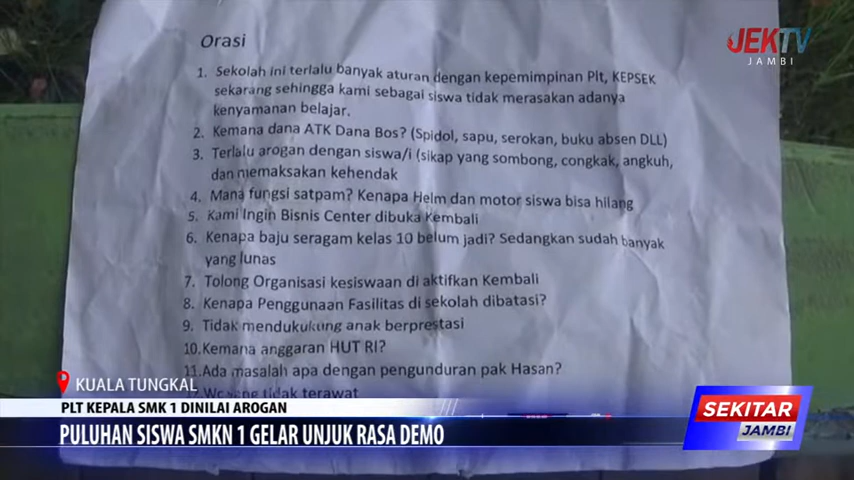 JEKTV
JAMBI
Orasi
1. Sekolah ini terlalu banyak aturan dengan kepemimpinan Plt, KEPSEK
sekarang sehingga kami sebagai siswa tidak merasakan adanya
kenyamanan belajar.
2. Kemana dana ATK Dana Bos? (Spidol, sapu, serokan, buku absen DLL)
3. Terlalu arogan dengan siswa/i (sikap yang sombong, congkak, angkuh,
dan memaksakan kehendak
4. Mana fungsi satpam? Kenapa Helm dan motor siswa bisa hilang
5. Kami Ingin Bisnis Center dibuka Kembali
6. Kenapa baju seragam kelas 10 belum jadi? Sedangkan sudah banyak
yang lunas
7. Tolong Organisasi kesiswaan di aktifkan Kembali
8. Kenapa Penggunaan Fasilitas di sekolah dibatasi?
9. Tidak mendukukung anak berprestasi
10. Kemana anggaran HUT RI?
11. Ada masalah apa dengan pengunduran pak Hasan?
tidak terawat
KUALA TUNGKAL
PLT KEPALA SMK 1 DINILAI AROGAN
PULUHAN SISWA SMKN 1 GELAR UNJUK RASA DEMO
SEKITAR
JAMBI